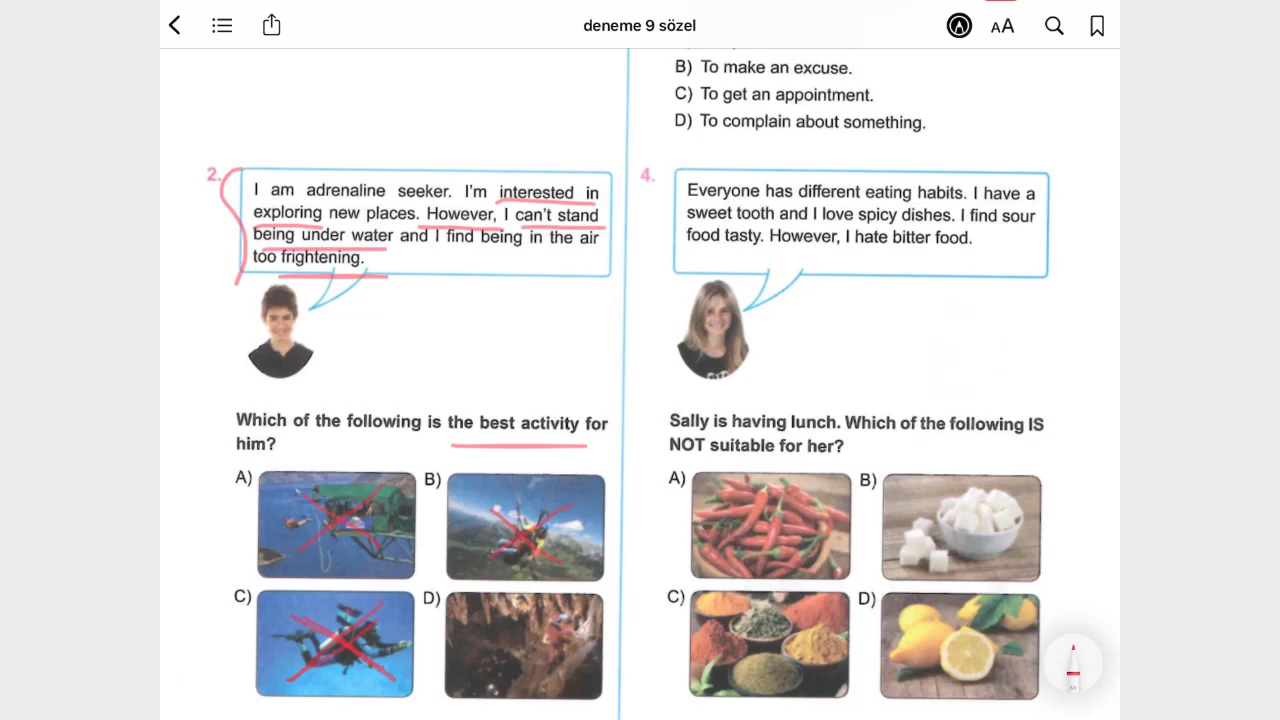 deneme 9 sözel
AA
2.
I am adrenaline seeker. I'm interested in
exploring new places. However, I can't stand
being under water and I find being in the air
too frightening.
Which of the following is the best activity for
him?
A)
B)
C)
D)
B) To make an excuse.
C) To get an appointment.
D) To complain about something.
4.
Everyone has different eating habits. I have a
sweet tooth and I love spicy dishes. I find sour
food tasty. However, I hate bitter food.
Sally is having lunch. Which of the following IS
NOT suitable for her?
A)
B)
C)
D)